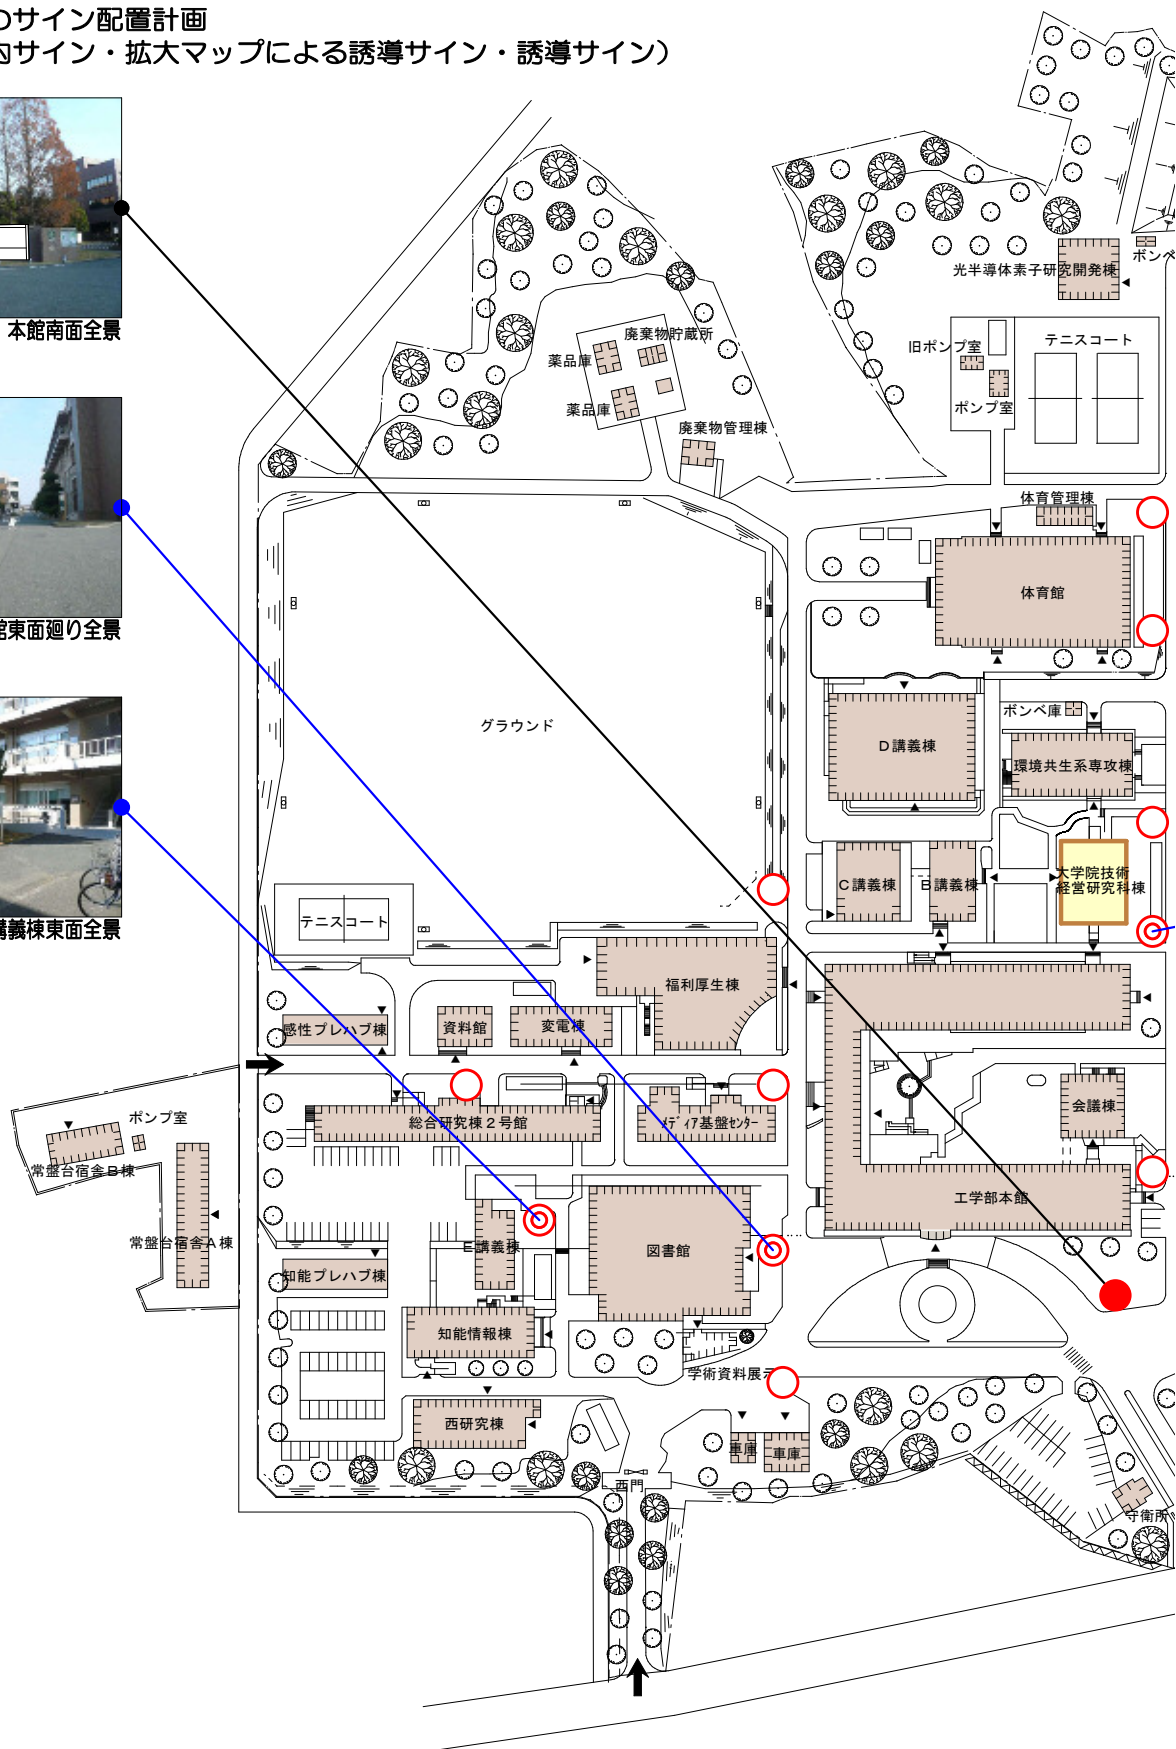 のサイン配置計画
内サイン・拡大マップによる誘導サイン・誘導サイン）
本館南面全景
館東面廻り全景
講義棟東面全景
ボンベ
光半導体素子研究開発棟
廃棄物貯蔵所
薬品庫
薬品庫
廃棄物管理棟
旧ポンプ室
テニスコート
ポンプ室
体育管理棟
体育館
グラウンド
ボンベ庫
D講義棟
環境共生系専攻棟
C講義棟
B講義棟
大学院技術
経営研究科棟
テニスコート
福利厚生棟
感性プレハブ棟
資料館
変電棟
会議棟
ポンプ室
総合研究棟２号館
メディア基盤センター
常盤台宿舎B棟
工学部本館
常盤台宿舎A棟
E講義棟
図書館
知能プレハブ棟
知能情報棟
学術資料展示
西研究棟
車庫
車庫
西門
守衛所